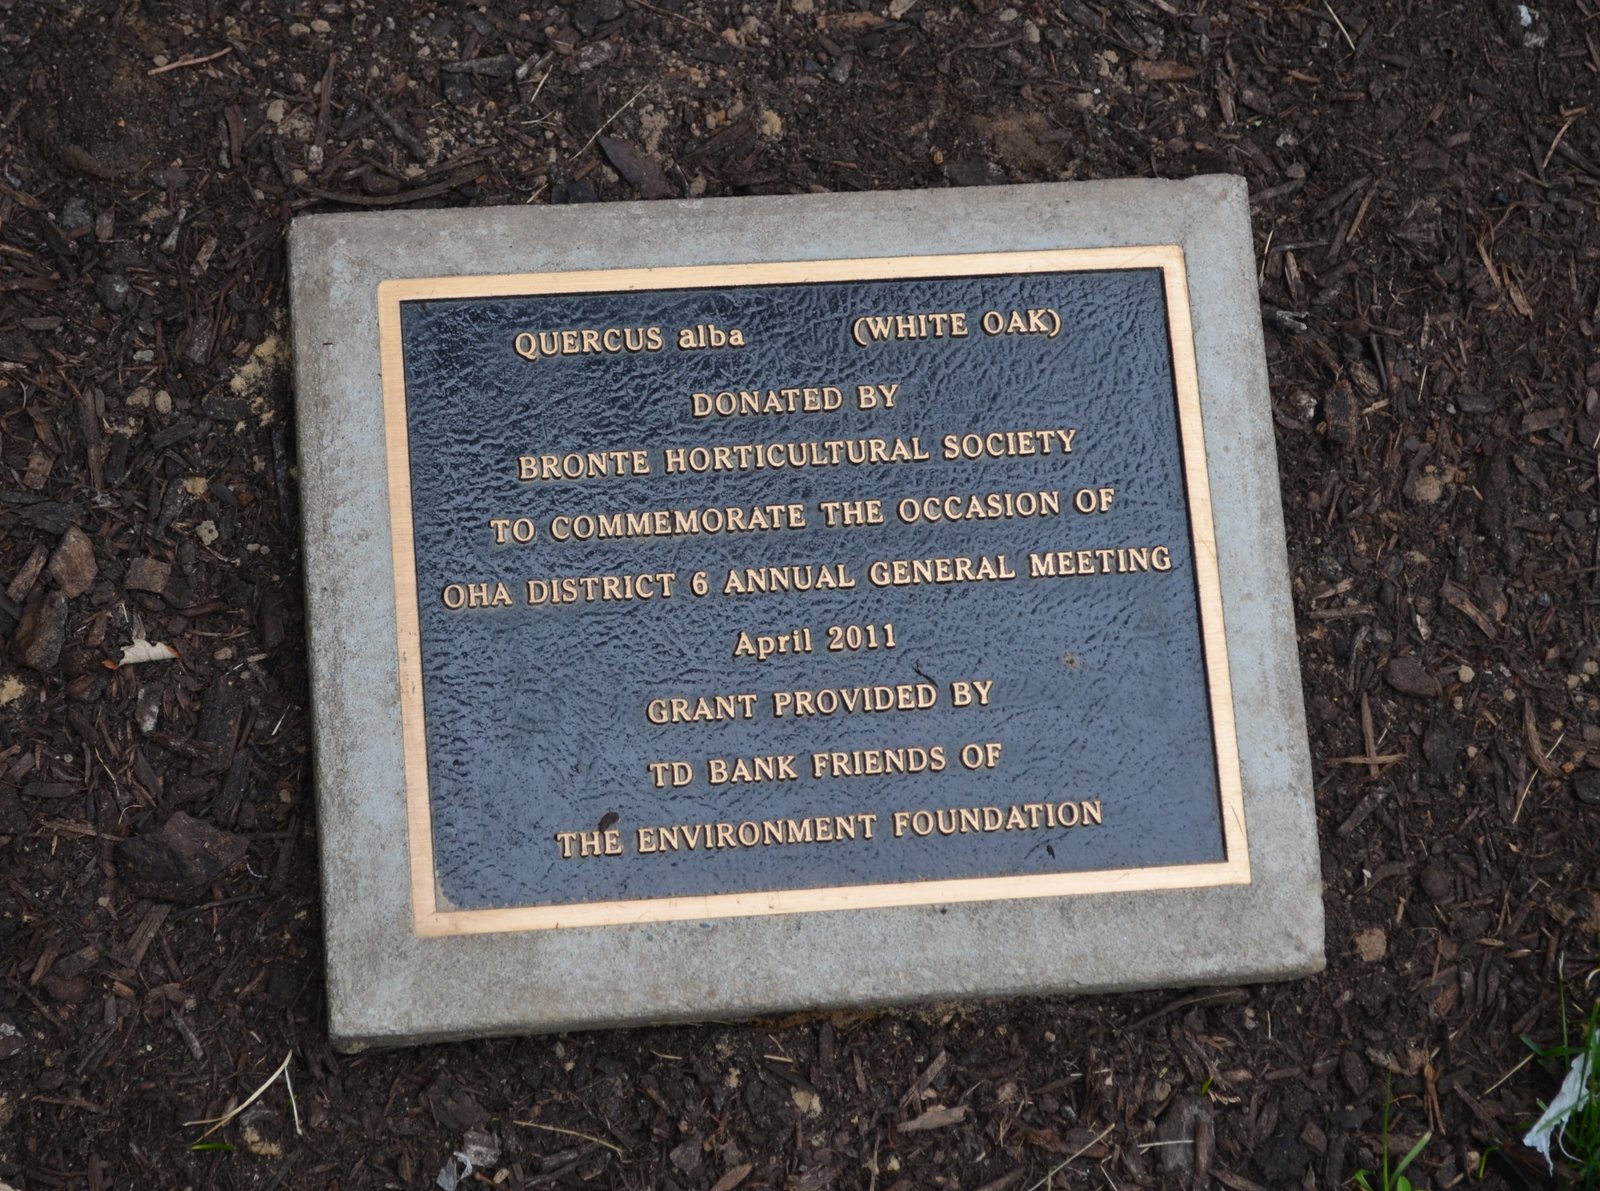 QUERCUS alba (WHITE OAK)
DONATED BY
BRONTE HORTICULTURAL SOCIETY
TO COMMEMORATE THE OCCASION OF
OHA DISTRICT 6 ANNUAL GENERAL MEETING
April 2011
GRANT PROVIDED BY
TD BANK FRIENDS OF
THE ENVIRONMENT FOUNDATION